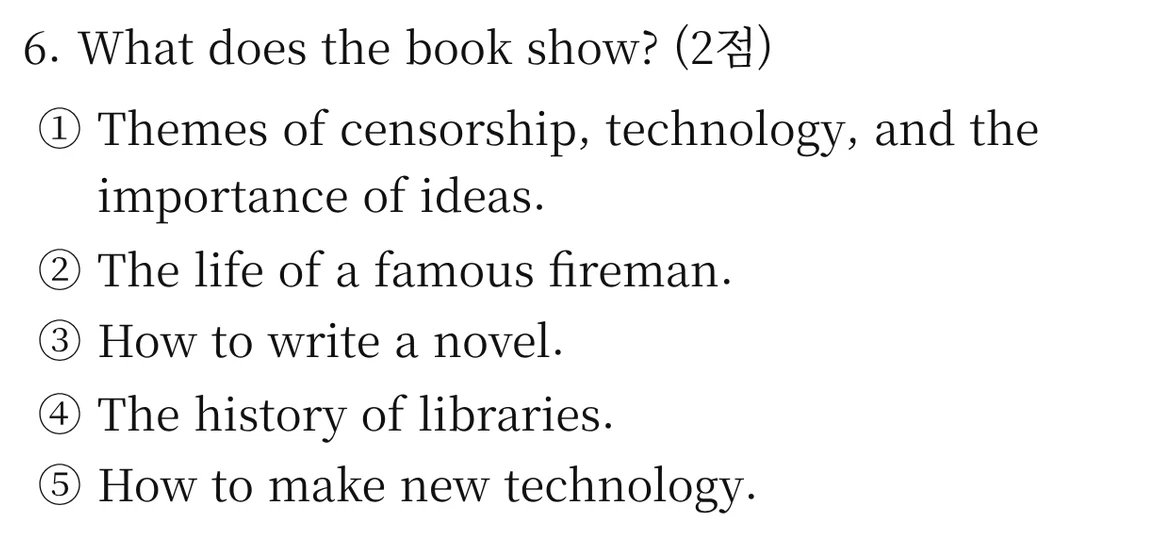 6. What does the book show? (2점)
① Themes of censorship, technology, and the
importance of ideas.
② The life of a famous fireman.
③ How to write a novel.
④ The history of libraries.
⑤ How to make new technology.